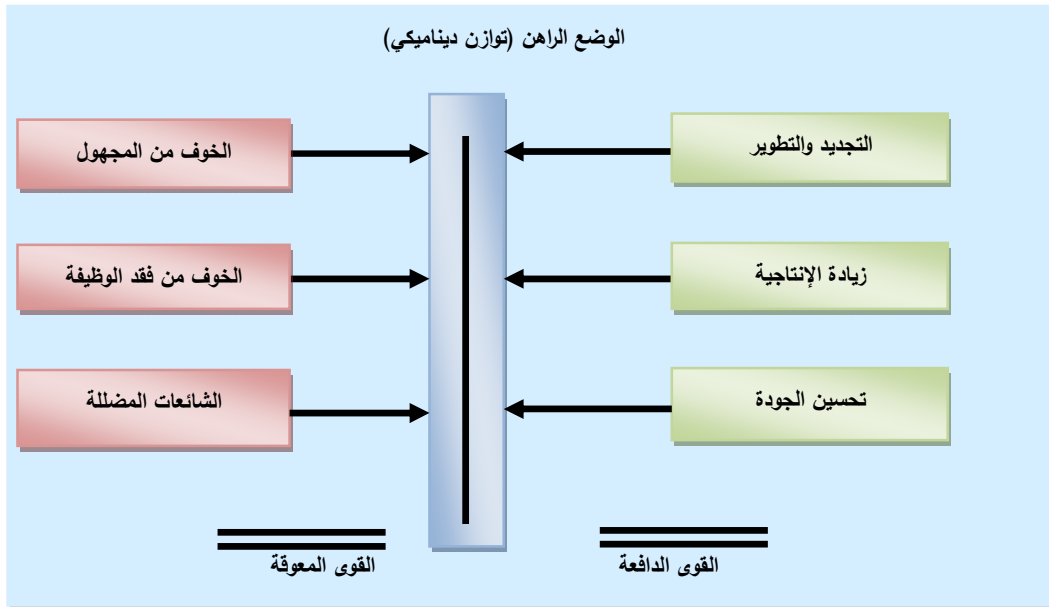 الوضع الراهن (توازن ديناميكي)
التجديد والتطوير
الخوف من المجهول
زيادة الإنتاجية
الخوف من فقد الوظيفة
تحسين الجودة
الشائعات المضللة
القوى الدافعة
القوى المعوقة